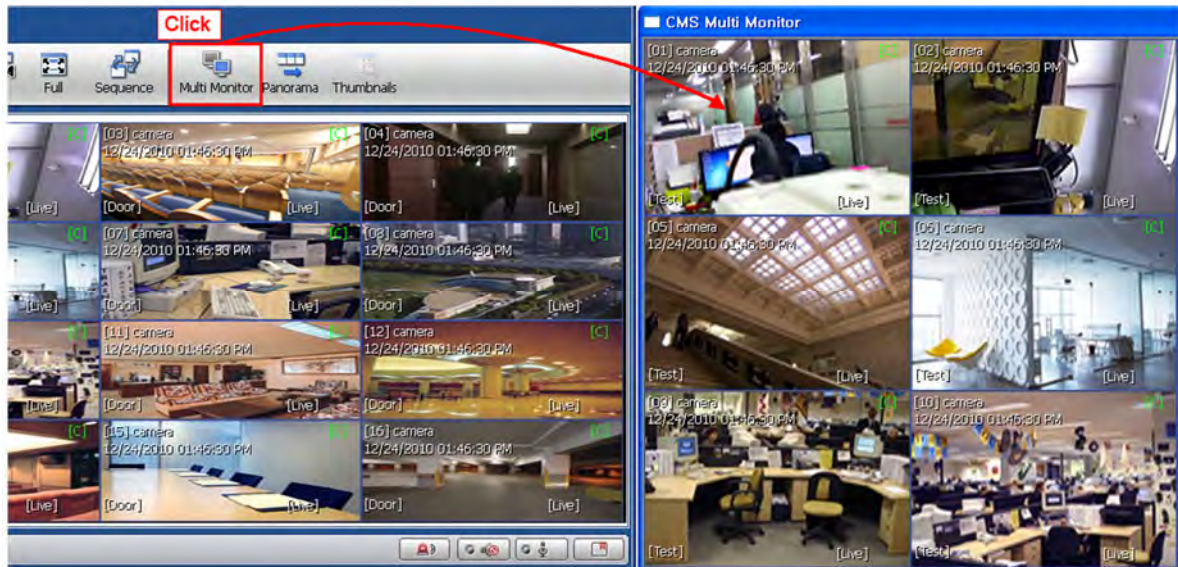 Click
Full
Sequence
Multi Monitor
Panorama
Thumbnails
[C]
[03] camera
[C]
[04] camera
[C]
12/24/2010 01:46:30 PM
12/24/2010 01:46:30 PM
[Live]
[Door]
[Live]
[Door]
[Live]
[C]
[07] camera
[C]
[08] camera
[C]
12/24/2010 01:46:30 PM
12/24/2010 01:46:30 PM
[Live]
[Door]
[Live]
[Door]
[Live]
[C]
[11] camera
[C]
[12] camera
[C]
12/24/2010 01:46:30 PM
12/24/2010 01:46:30 PM
[Live]
[Door]
[Live]
[Door]
[Live]
[C]
[15] camera
[C]
[16] camera
[C]
12/24/2010 01:46:30 PM
12/24/2010 01:46:30 PM
[Live]
[Door]
[Live]
[Door]
[Live]
CMS Multi Monitor
[01] camera
[C]
[02] camera
[C]
12/24/2010 01:46:30 PM
12/24/2010 01:46:30 PM
[Test]
[Live]
[Test]
[Live]
[05] camera
[C]
[06] camera
[C]
12/24/2010 01:46:30 PM
12/24/2010 01:46:30 PM
[Test]
[Live]
[Test]
[Live]
[09] camera
[C]
[10] camera
[C]
12/24/2010 01:46:30 PM
12/24/2010 01:46:30 PM
[Test]
[Live]
[Test]
[Live]